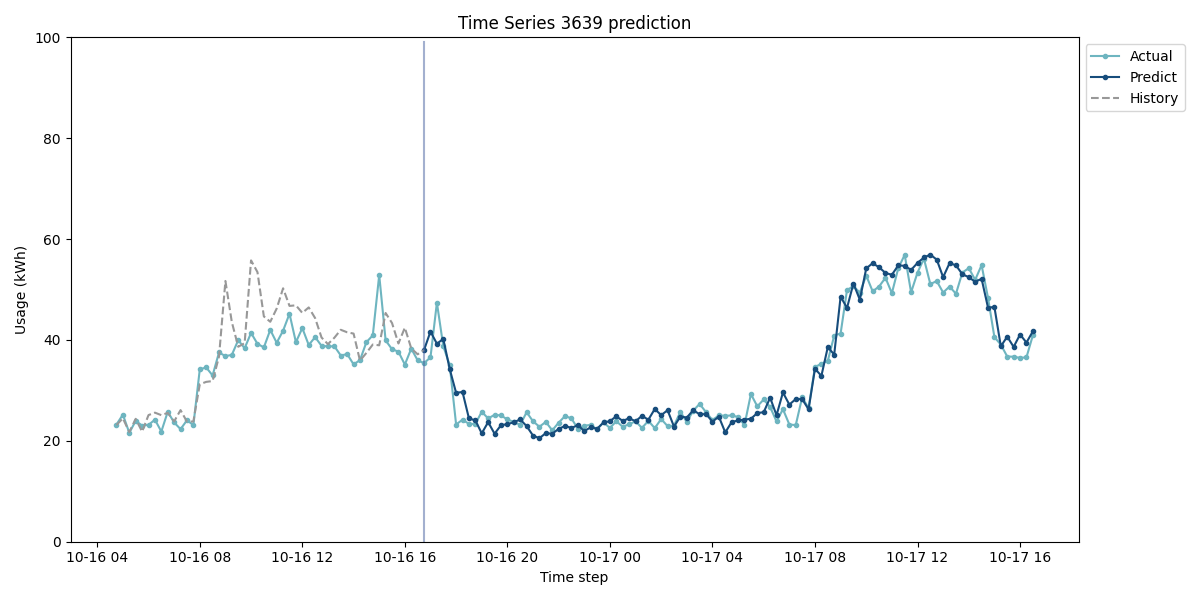 Time Series 3639 prediction
100
80
60
40
20
0
Usage (kWh)
10-16 04
10-16 08
10-16 12
10-16 16
10-16 20
10-17 00
10-17 04
10-17 08
10-17 12
10-17 16
Time step
Actual
Predict
History